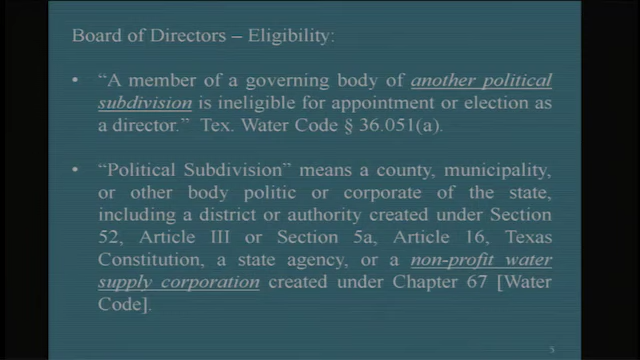 Board of Directors – Eligibility:
• “A member of a governing body of another political
subdivision is ineligible for appointment or election as
a director.” Tex. Water Code § 36.051(a).
• “Political Subdivision” means a county, municipality,
or other body politic or corporate of the state,
including a district or authority created under Section
52, Article III or Section 5a, Article 16, Texas
Constitution, a state agency, or a non-profit water
supply corporation created under Chapter 67 [Water
Code].
5